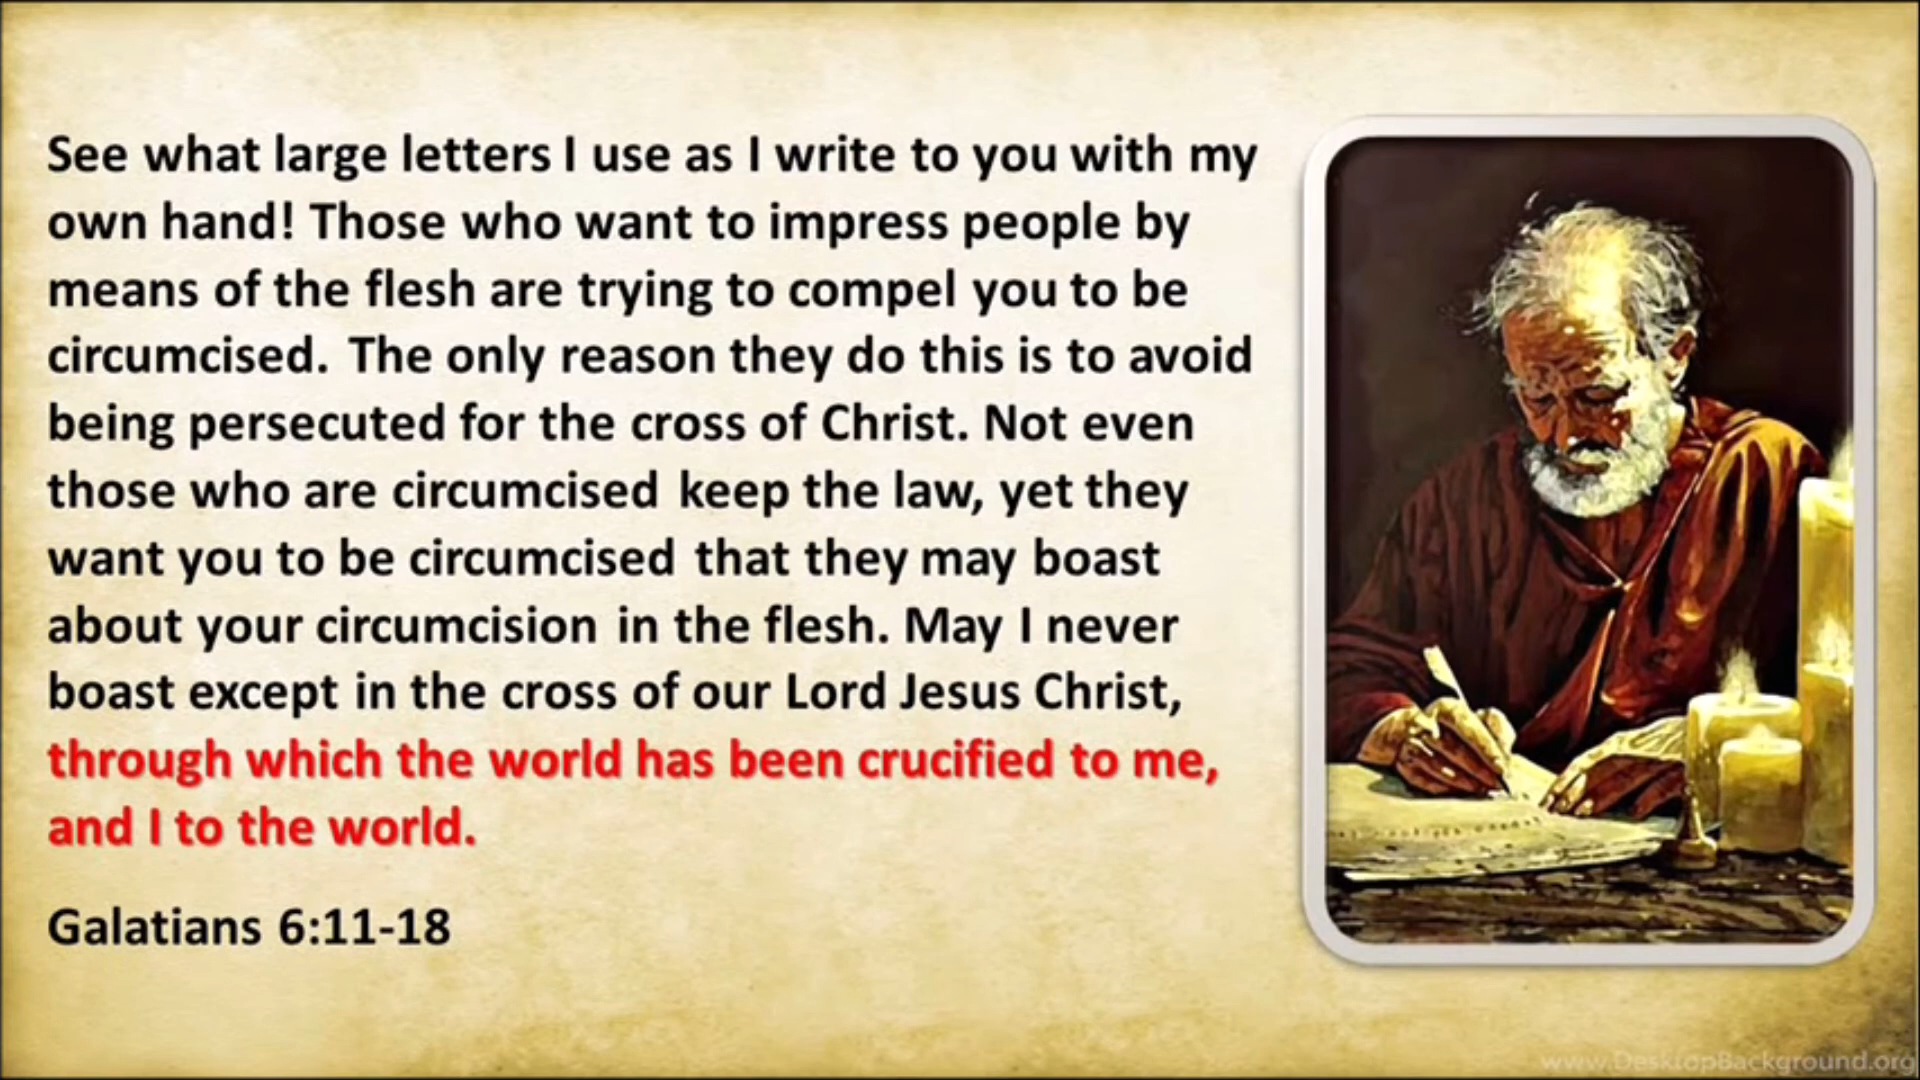 See what large letters I use as I write to you with my
own hand! Those who want to impress people by
means of the flesh are trying to compel you to be
circumcised. The only reason they do this is to avoid
being persecuted for the cross of Christ. Not even
those who are circumcised keep the law, yet they
want you to be circumcised that they may boast
about your circumcision in the flesh. May I never
boast except in the cross of our Lord Jesus Christ,
through which the world has been crucified to me,
and I to the world.
Galatians 6:11-18
www.DesktopBackground.org